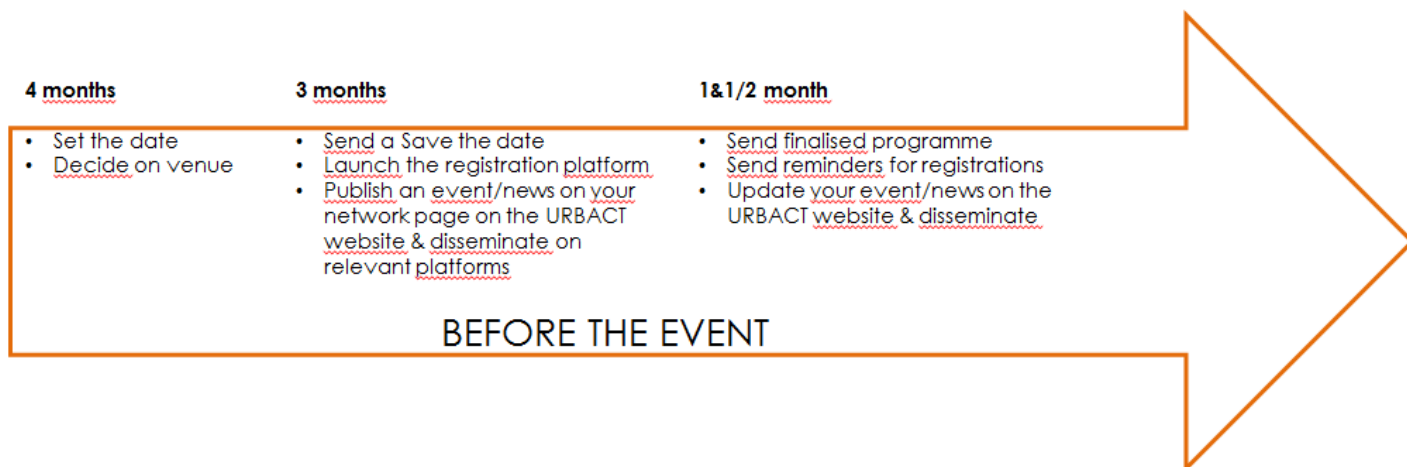 4 months
• Set the date
• Decide on venue
3 months
• Send a Save the date
• Launch the registration platform
• Publish an event/news on your
network page on the URBACT
website & disseminate on
relevant platforms
1&1/2 month
• Send finalised programme
• Send reminders for registrations
• Update your event/news on the
URBACT website & disseminate
BEFORE THE EVENT